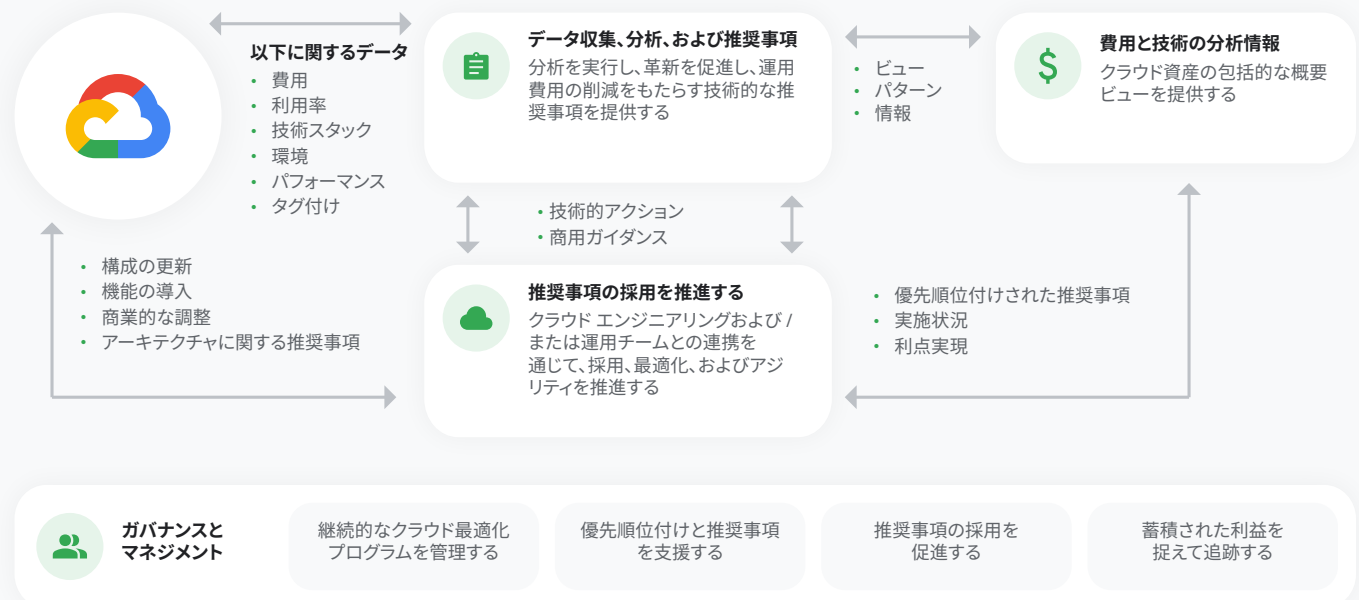 以下に関するデータ
• 費用
• 利用率
• 技術スタック
• 環境
• パフォーマンス
• タグ付け
データ収集、分析、および推奨事項
分析を実行し、革新を促進し、運用
費用の削減をもたらす技術的な推
奨事項を提供する
• ビュー
• パターン
• 情報
費用と技術の分析情報
クラウド資産の包括的な概要
ビューを提供する
• 技術的アクション
• 商用ガイダンス
• 構成の更新
• 機能の導入
• 商業的な調整
• アーキテクチャに関する推奨事項
推奨事項の採用を推進する
クラウド エンジニアリングおよび /
または運用チームとの連携を
通じて、採用、最適化、およびアジ
リティを推進する
• 優先順位付けされた推奨事項
• 実施状況
• 利点実現
ガバナンスと
マネジメント
継続的なクラウド最適化
プログラムを管理する
優先順位付けと推奨事項
を支援する
推奨事項の採用を
促進する
蓄積された利益を
捉えて追跡する